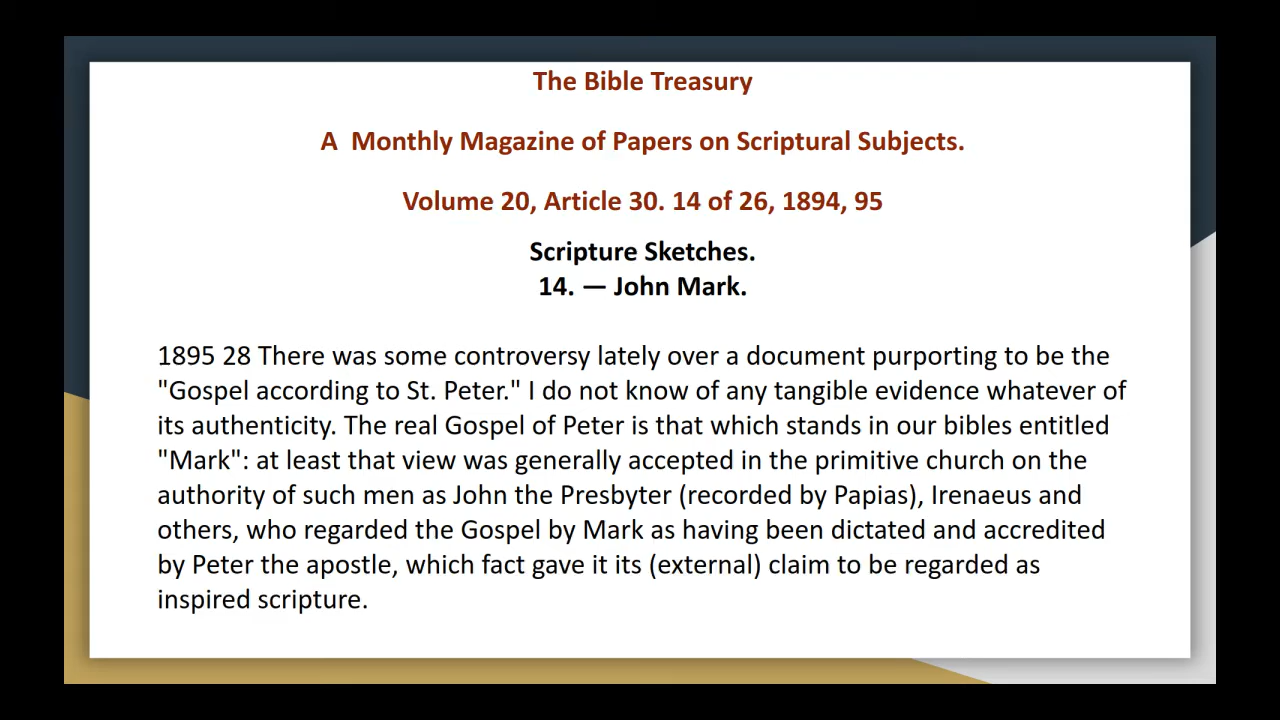 The Bible Treasury
A Monthly Magazine of Papers on Scriptural Subjects.
Volume 20, Article 30. 14 of 26, 1894, 95
Scripture Sketches.
14. — John Mark.
1895 28 There was some controversy lately over a document purporting to be the
"Gospel according to St. Peter." I do not know of any tangible evidence whatever of
its authenticity. The real Gospel of Peter is that which stands in our bibles entitled
"Mark": at least that view was generally accepted in the primitive church on the
authority of such men as John the Presbyter (recorded by Papias), Irenaeus and
others, who regarded the Gospel by Mark as having been dictated and accredited
by Peter the apostle, which fact gave it its (external) claim to be regarded as
inspired scripture.